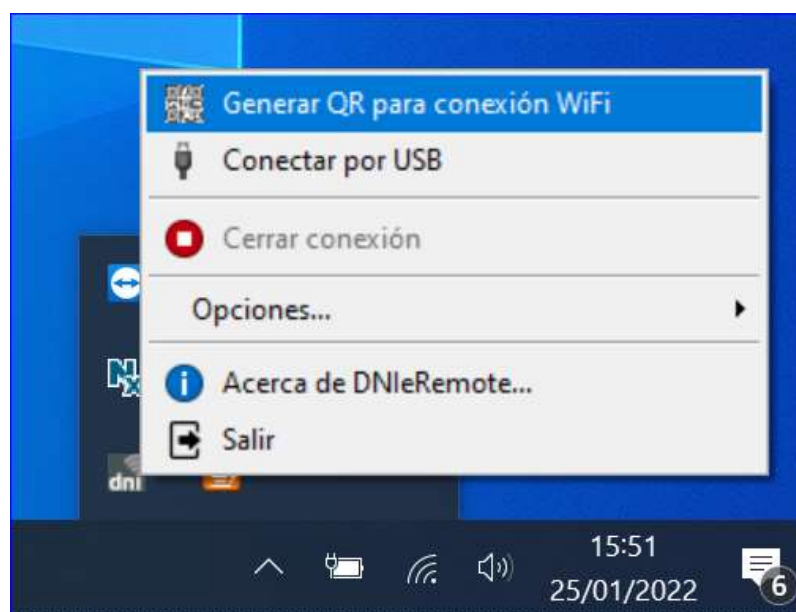 Generar QR para conexión WiFi
Conectar por USB
Cerrar conexión
Opciones...
Acerca de DNIeRemote...
Salir
Nx
dni
15:51
25/01/2022
6